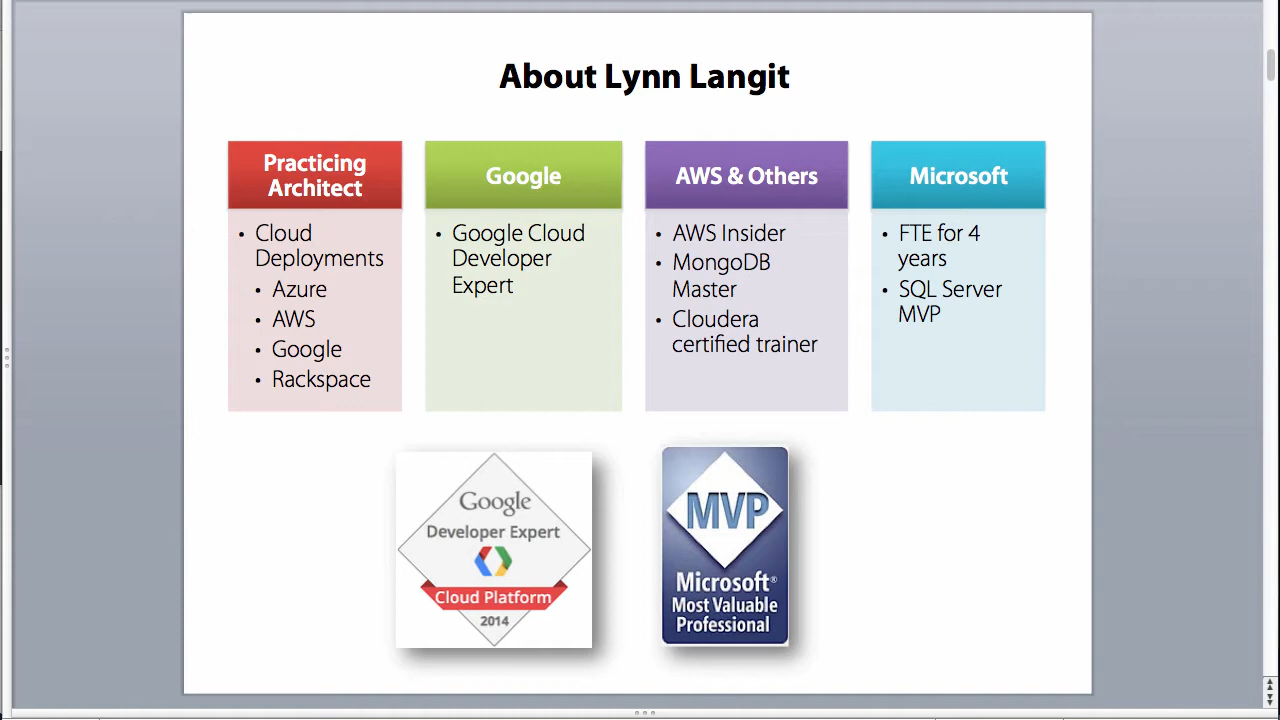 About Lynn Langit
Practicing
Architect
• Cloud
Deployments
• Azure
• AWS
• Google
• Rackspace
Google
• Google Cloud
Developer
Expert
AWS & Others
• AWS Insider
• MongoDB
Master
• Cloudera
certified trainer
Microsoft
• FTE for 4
years
• SQL Server
MVP
Google
Developer Expert
Cloud Platform
2014
MVP
Microsoft®
Most Valuable
Professional